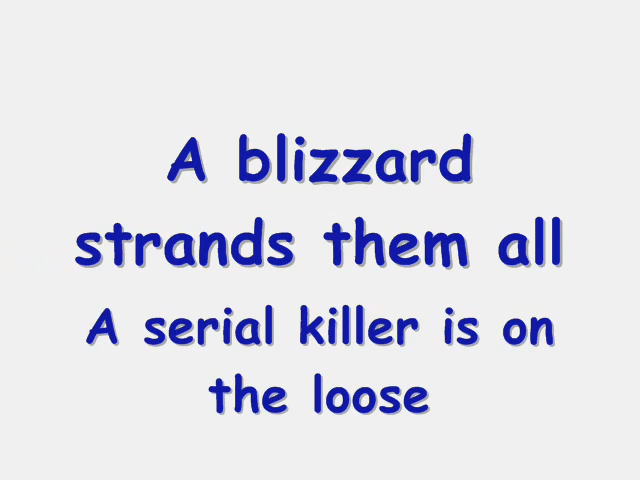 A blizzard
strands them all
A serial killer is on
the loose